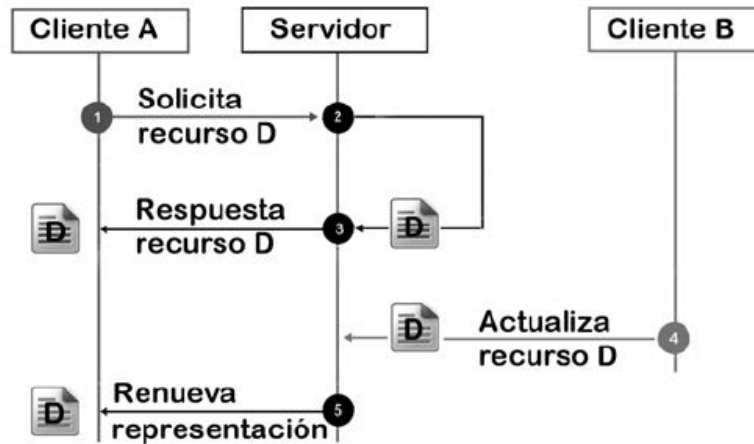 Cliente A
Servidor
Cliente B
1
Solicita
recurso D
2
D
Respuesta
recurso D
3
D
D
Actualiza
recurso D
4
D
Renueva
representación
5